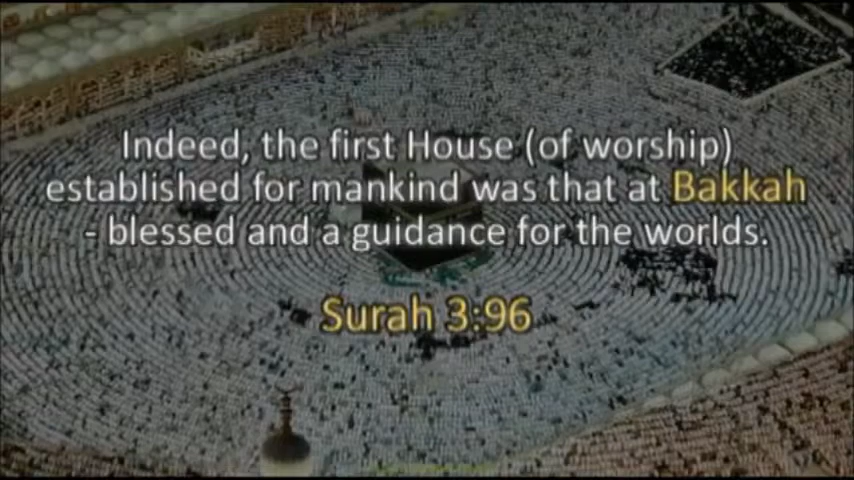 Indeed, the first House (of worship)
established for mankind was that at Bakkah
- blessed and a guidance for the worlds.
Surah 3:96